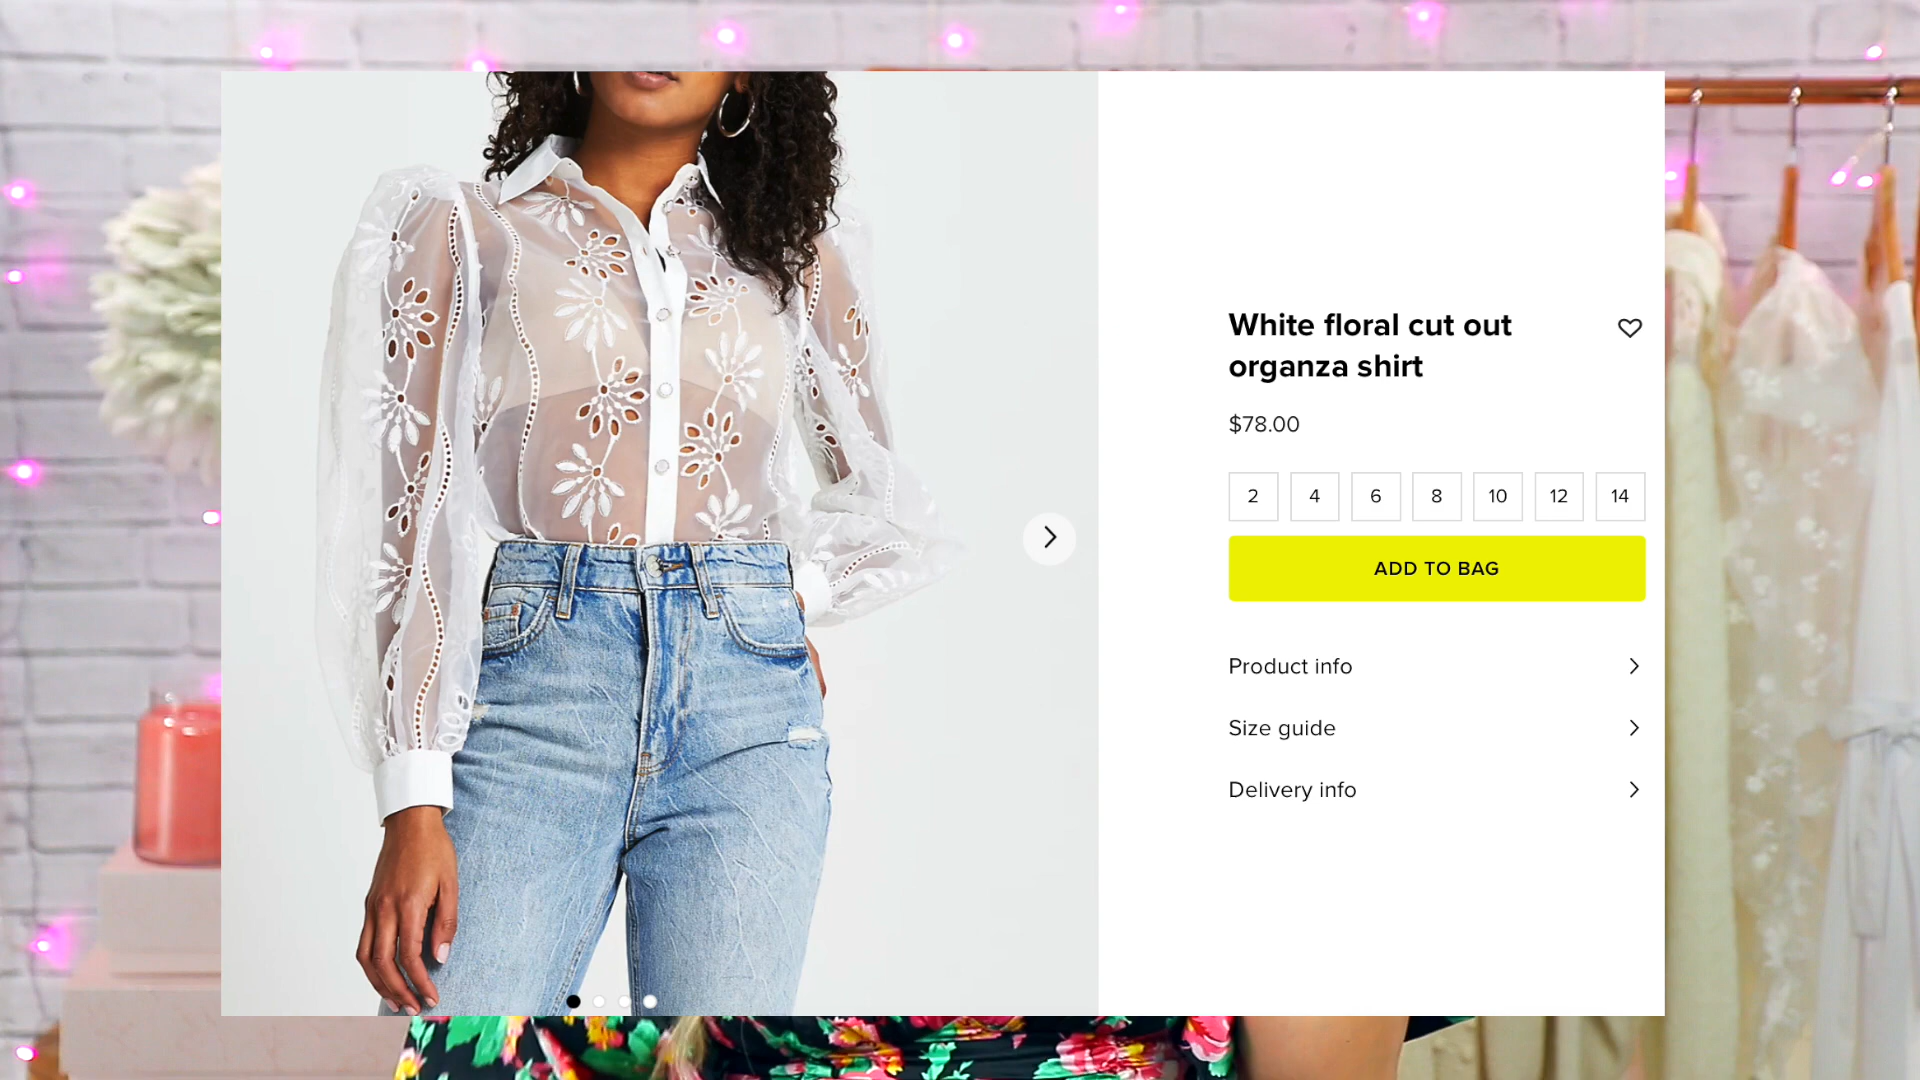 White floral cut out
organza shirt
$78.00
2 4 6 8 10 12 14
ADD TO BAG
Product info
Size guide
Delivery info